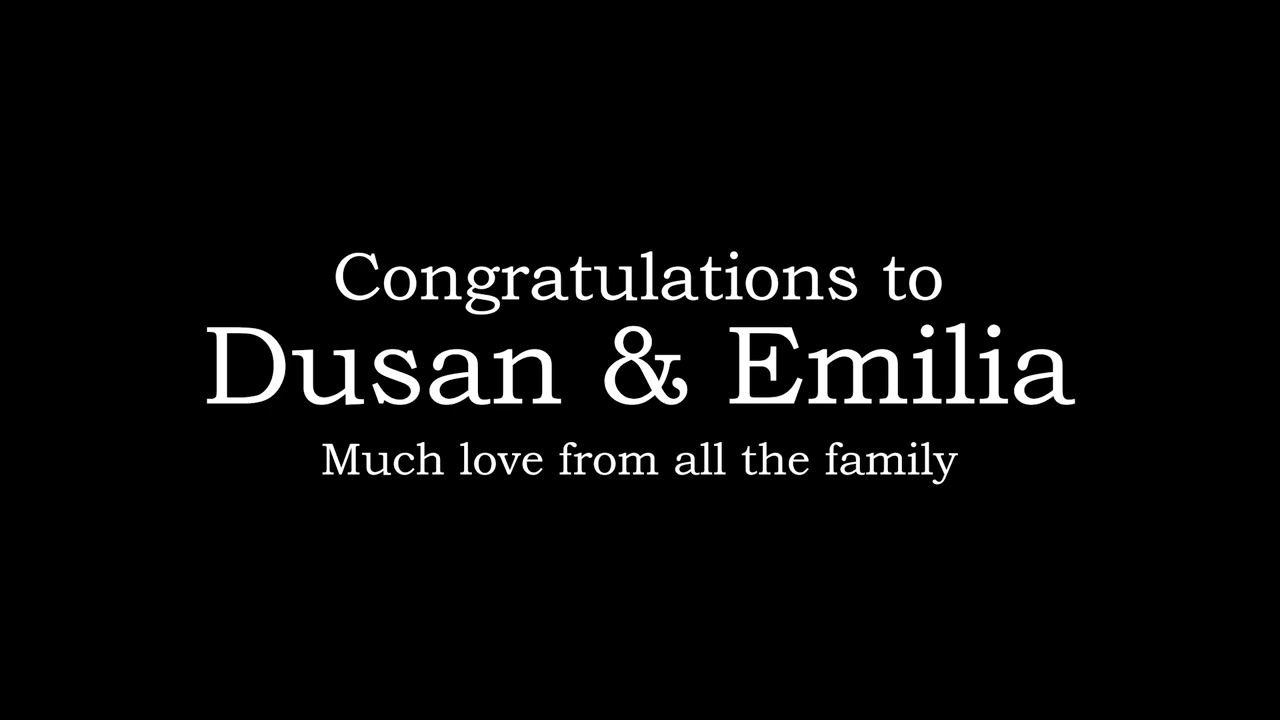 Congratulations to
Dusan & Emilia
Much love from all the family